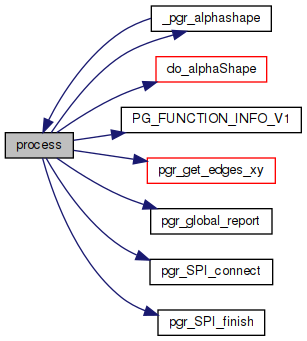 _pgr_alphashape
do_alphaShape
PG_FUNCTION_INFO_V1
process
pgr_get_edges_xy
pgr_global_report
pgr_SPI_connect
pgr_SPI_finish